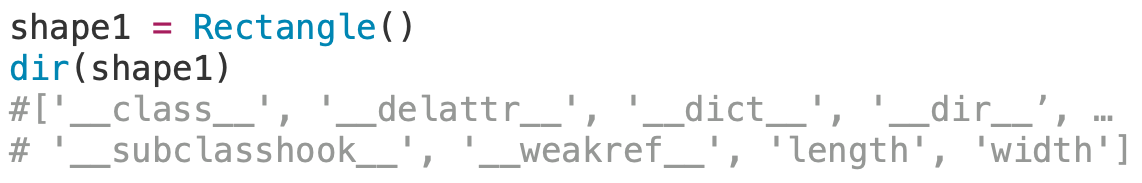 shape1 = Rectangle()
dir(shape1)
#['__class__', '__delattr__', '__dict__', '__dir__’, …
# '__subclasshook__', '__weakref__', 'length', 'width']